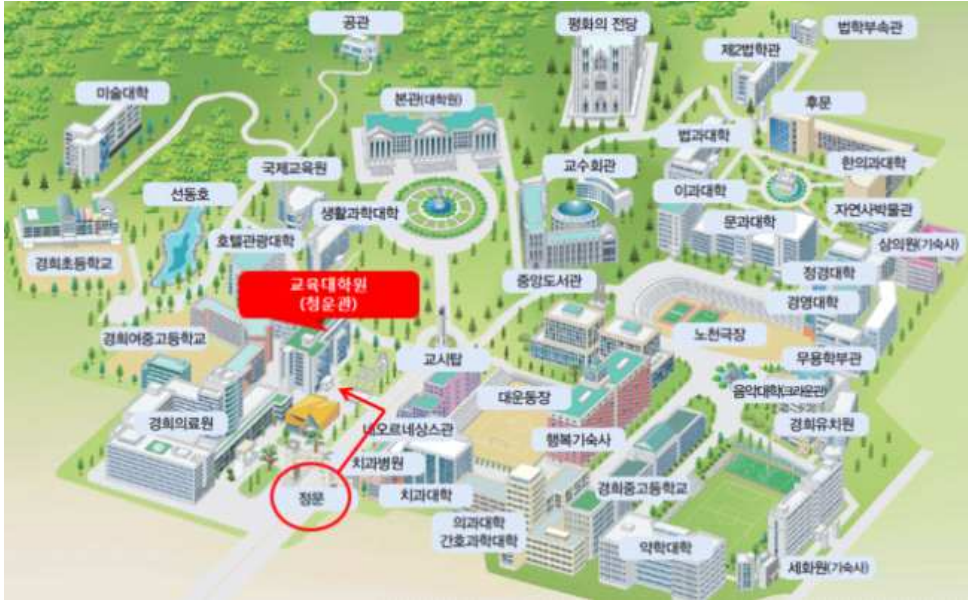 공관
평화의 전당
법학부속관
제2법학관
미술대학
본관(대학원)
후문
법과대학
국제교육원
교수회관
한의과대학
선동호
이과대학
생활과학대학
자연사박물관
문과대학
호텔관광대학
삼의원(기숙사)
경희초등학교
정경대학
중앙도서관
교육대학원
(청운관)
경영대학
경희여중고등학교
노천극장
교시탑
무용학부관
음악대학(크라운관)
대운동장
경희의료원
네오르네상스관
경희유치원
행복기숙사
치과병원
경희중고등학교
정문
치과대학
의과대학
간호과학대학
약학대학
세화원(기숙사)